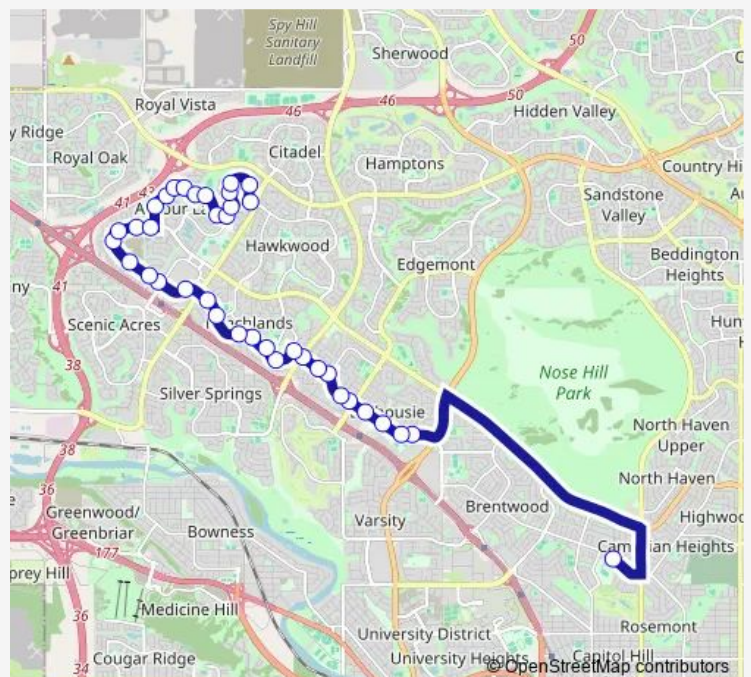 Spy Hill
Sanitary
Landfill
Sherwood
50
Royal Vista
46
46
50
Hidden Valley
y Ridge
Royal Oak
Citadel
Hamptons
Country Hi
41
Sandstone
Valley
Hawkwood
Edgemont
Beddington
Heights
ny
41
Scenic Acres
38
Silver Springs
Nose Hill
Park
North Haven
Upper
38
North Haven
36
Greenwood/
Greenbriar
Bowness
Varsity
Brentwood
177
Heights
prey Hill
36
Medicine Hill
Rosemont
University District
University Heights
Capitol Hill
Cougar Ridge
34
© OpenStreetMap contributors